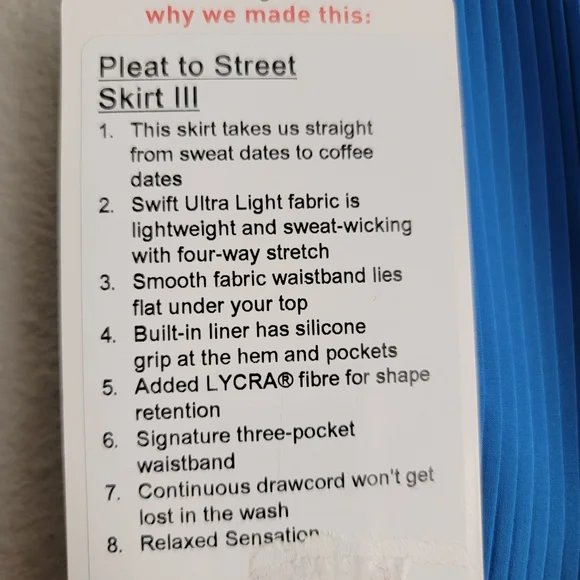 why we made this:
Pleat to Street
Skirt III
1. This skirt takes us straight
from sweat dates to coffee
dates
2. Swift Ultra Light fabric is
lightweight and sweat-wicking
with four-way stretch
3. Smooth fabric waistband lies
flat under your top
4. Built-in liner has silicone
grip at the hem and pockets
5. Added LYCRA® fibre for shape
retention
6. Signature three-pocket
waistband
7. Continuous drawcord won't get
lost in the wash
8. Relaxed Sensation